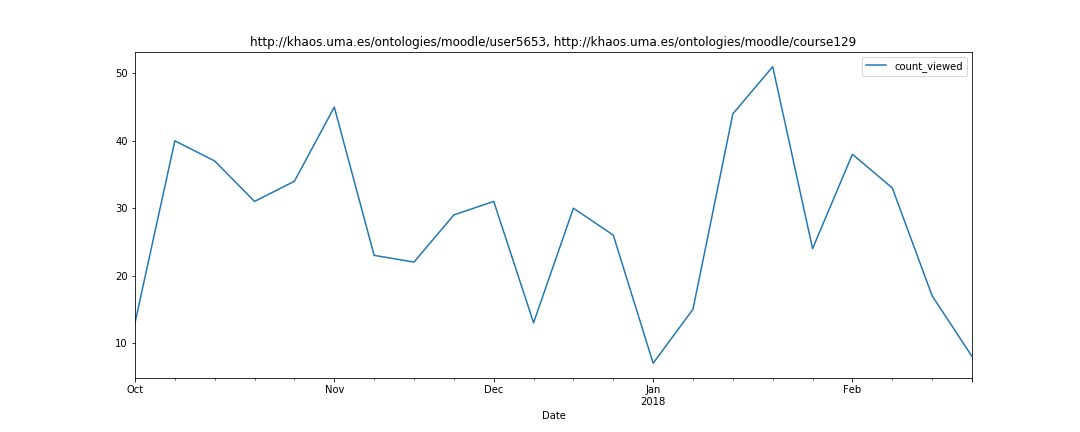 http://khaos.uma.es/ontologies/moodle/user5653, http://khaos.uma.es/ontologies/moodle/course129
count_viewed
50
40
30
20
10
Oct Nov Dec Jan Feb
2018
Date